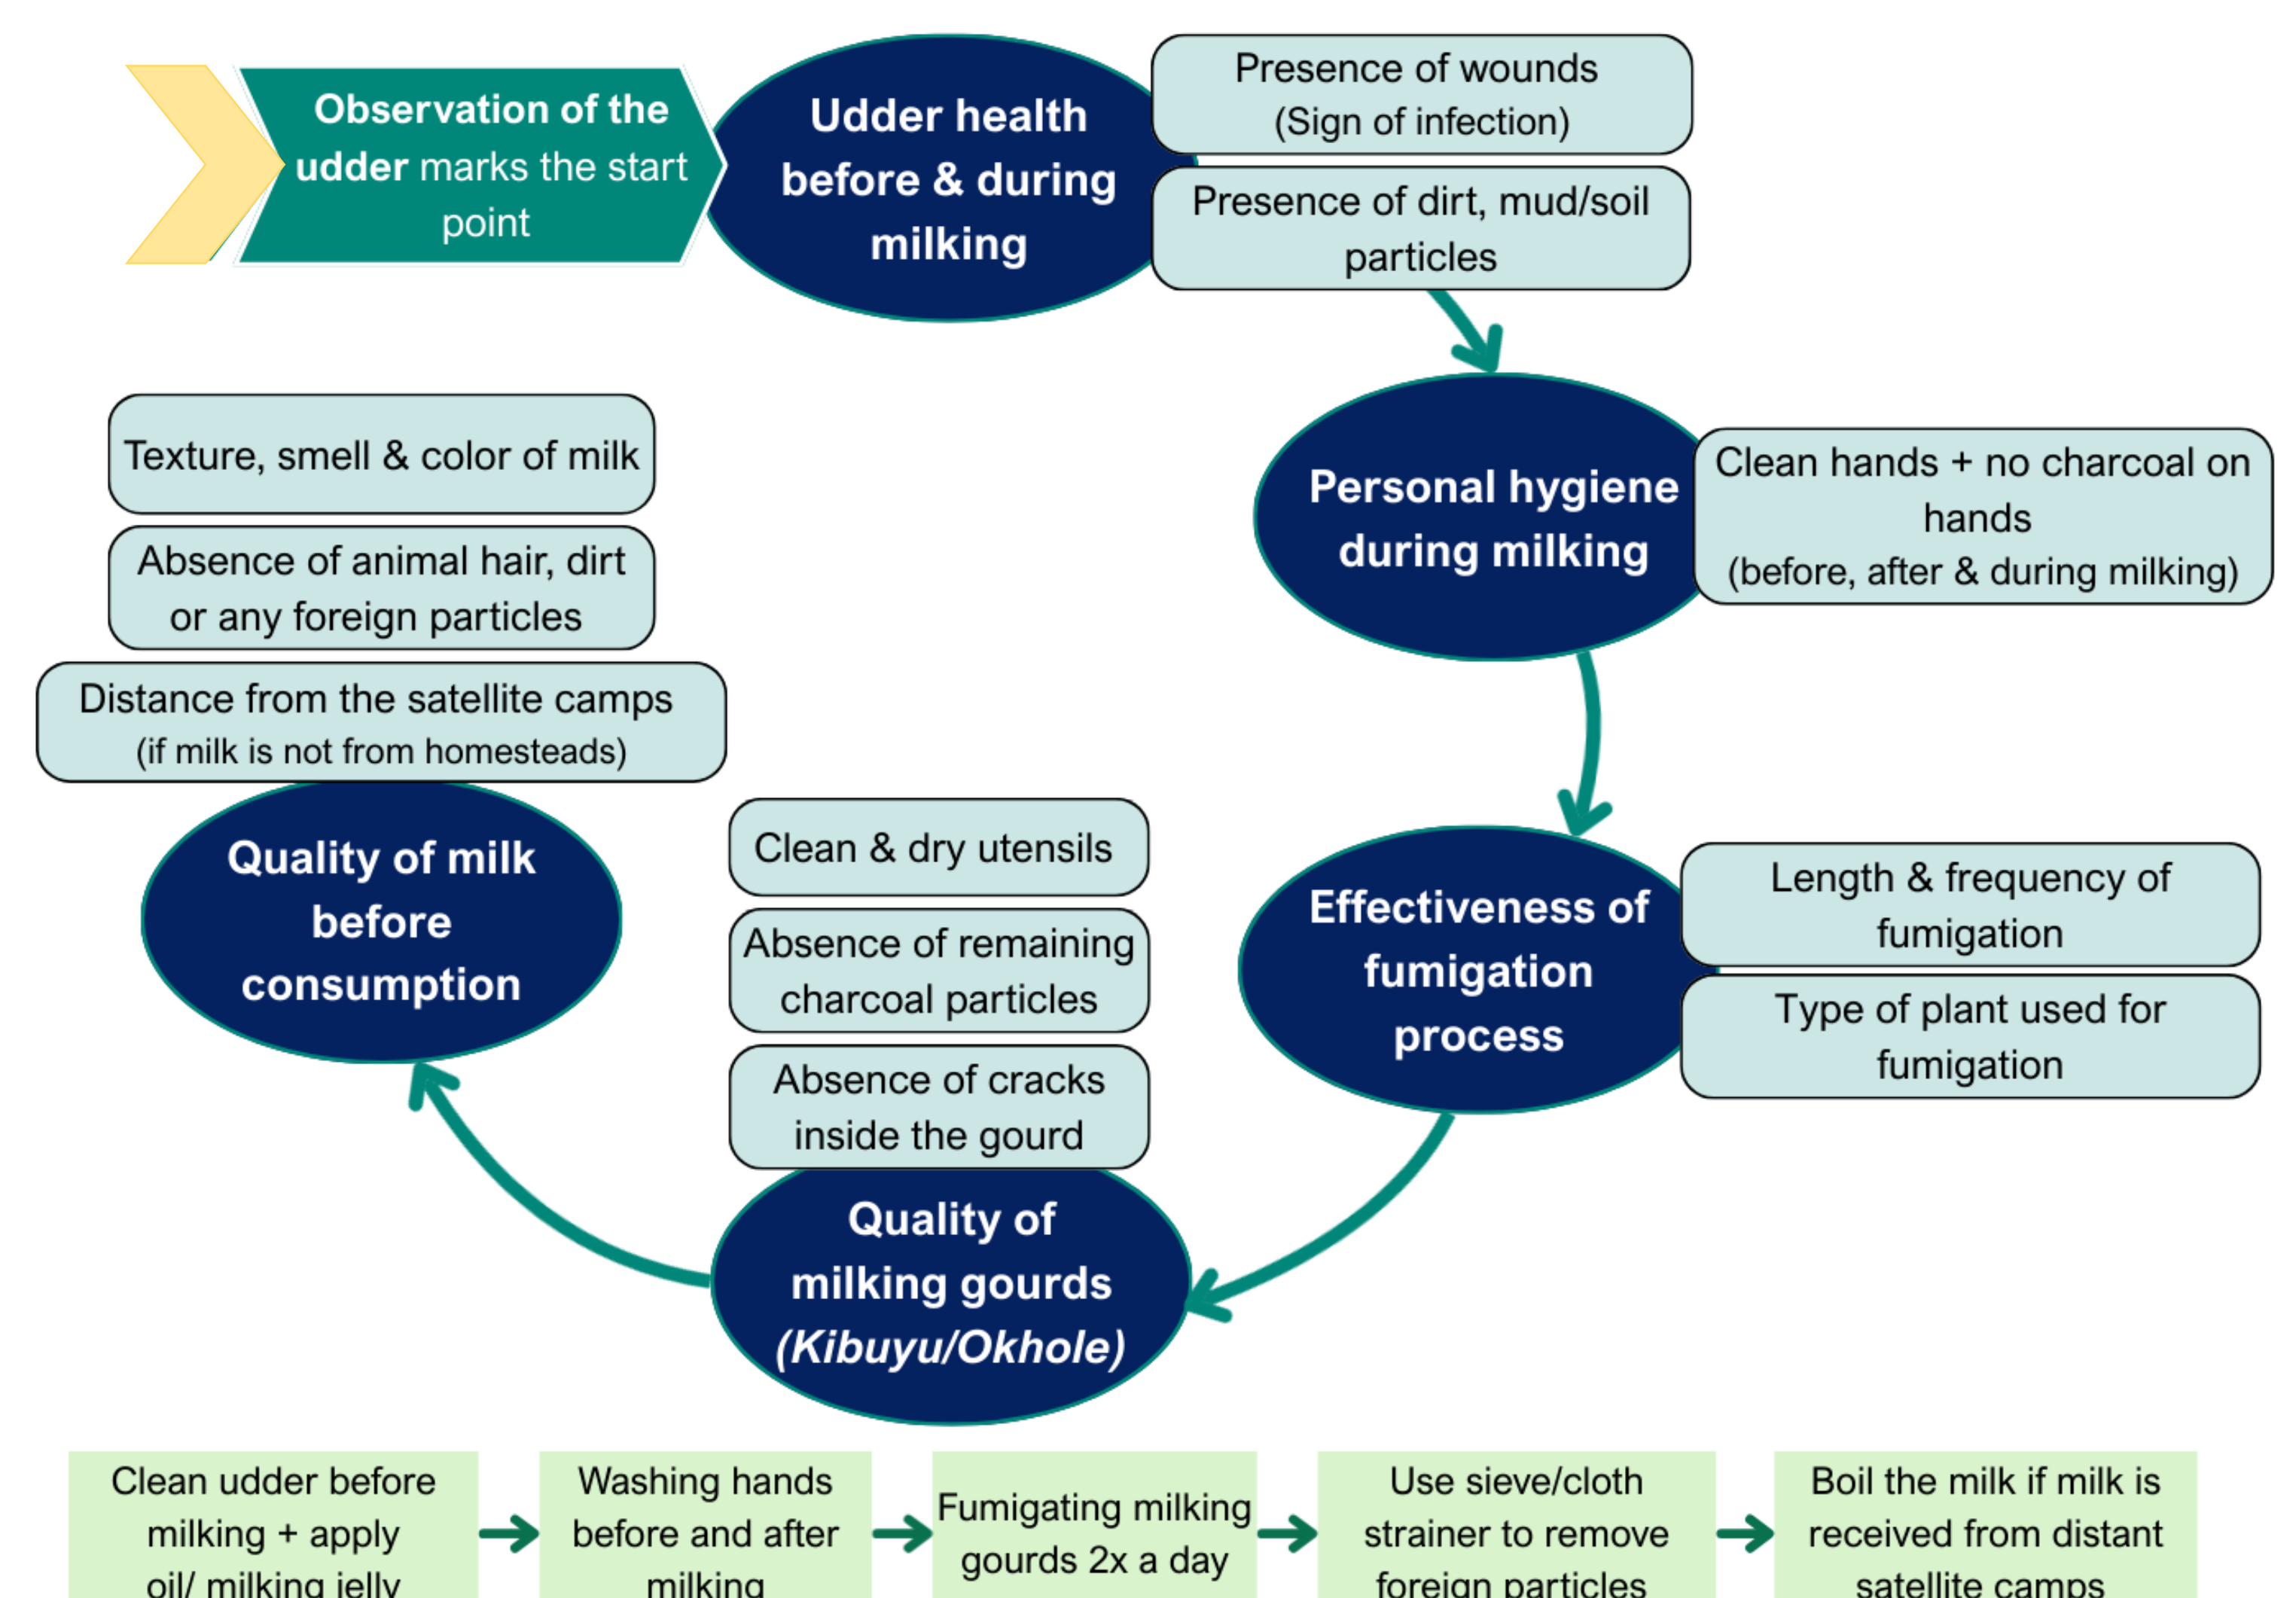 Observation of the
udder marks the start
point
Udder health
before & during
milking
Presence of wounds
(Sign of infection)
Presence of dirt, mud/soil
particles
Personal hygiene
during milking
Clean hands + no charcoal on
hands
(before, after & during milking)
Effectiveness of
fumigation
process
Length & frequency of
fumigation
Type of plant used for
fumigation
Clean & dry utensils
Absence of remaining
charcoal particles
Absence of cracks
inside the gourd
Quality of
milking gourds
(Kibuyu/Okhole)
Texture, smell & color of milk
Absence of animal hair, dirt
or any foreign particles
Distance from the satellite camps
(if milk is not from homesteads)
Quality of milk
before
consumption
Clean udder before
milking + apply
oil/ milking jelly
Washing hands
before and after
milking
Fumigating milking
gourds 2x a day
Use sieve/cloth
strainer to remove
foreign particles
Boil the milk if milk is
received from distant
satellite camps